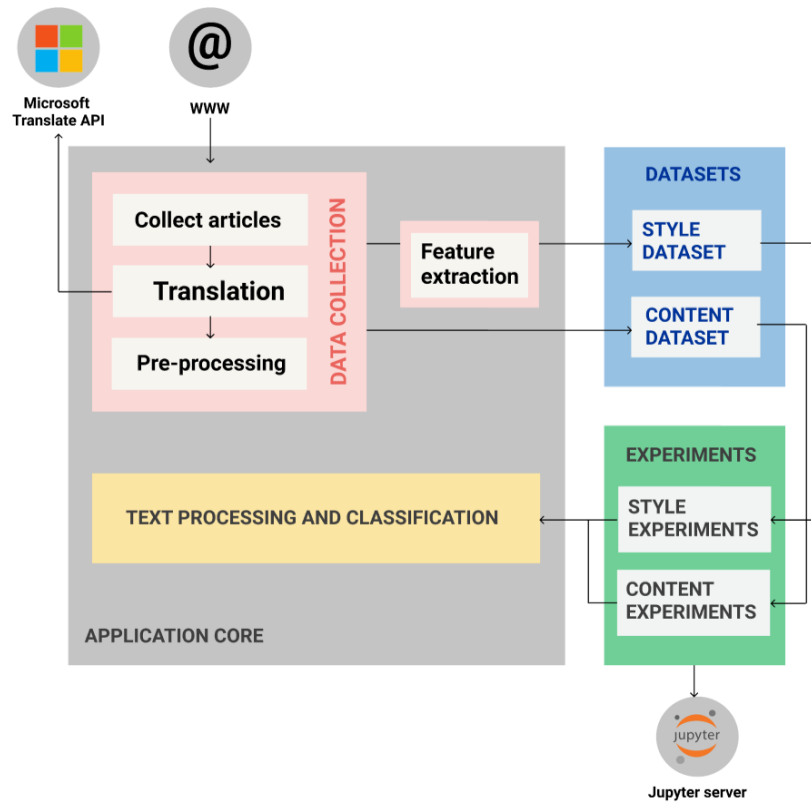 @
Microsoft
Translate API
WWW
Collect articles
Translation
Pre-processing
DATA COLLECTION
Feature
extraction
DATASETS
STYLE
DATASET
CONTENT
DATASET
EXPERIMENTS
STYLE
EXPERIMENTS
CONTENT
EXPERIMENTS
TEXT PROCESSING AND CLASSIFICATION
APPLICATION CORE
jupyter
Jupyter server